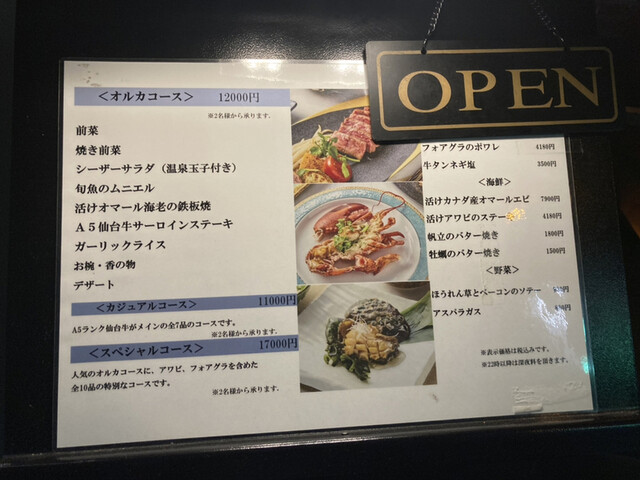 ＜オルカコース＞ 12000円
※2名様から承ります。
前菜
焼き前菜
シーザーサラダ（温泉玉子付き）
旬魚のムニエル
活けオマール海老の鉄板焼
Ａ５仙台牛サーロインステーキ
ガーリックライス
お椀・香の物
デザート
＜カジュアルコース＞ 11000円
A5ランク仙台牛がメインの全7品のコースです。
※2名様から承ります。
＜スペシャルコース＞ 17000円
人気のオルカコースに、アワビ、フォアグラを含めた
全10品の特別なコースです。
※2名様から承ります。
OPEN
フォアグラのポワレ 4180円
牛タンネギ塩 3500円
＜海鮮＞
活けカナダ産オマールエビ 7900円
活けアワビのステーキ 4180円
帆立のバター焼き 1800円
牡蠣のバター焼き 1500円
＜野菜＞
ほうれん草とベーコンのソテー
アスパラガス
※表示価格は税込みです。
※22時以降は深夜料を頂きます。